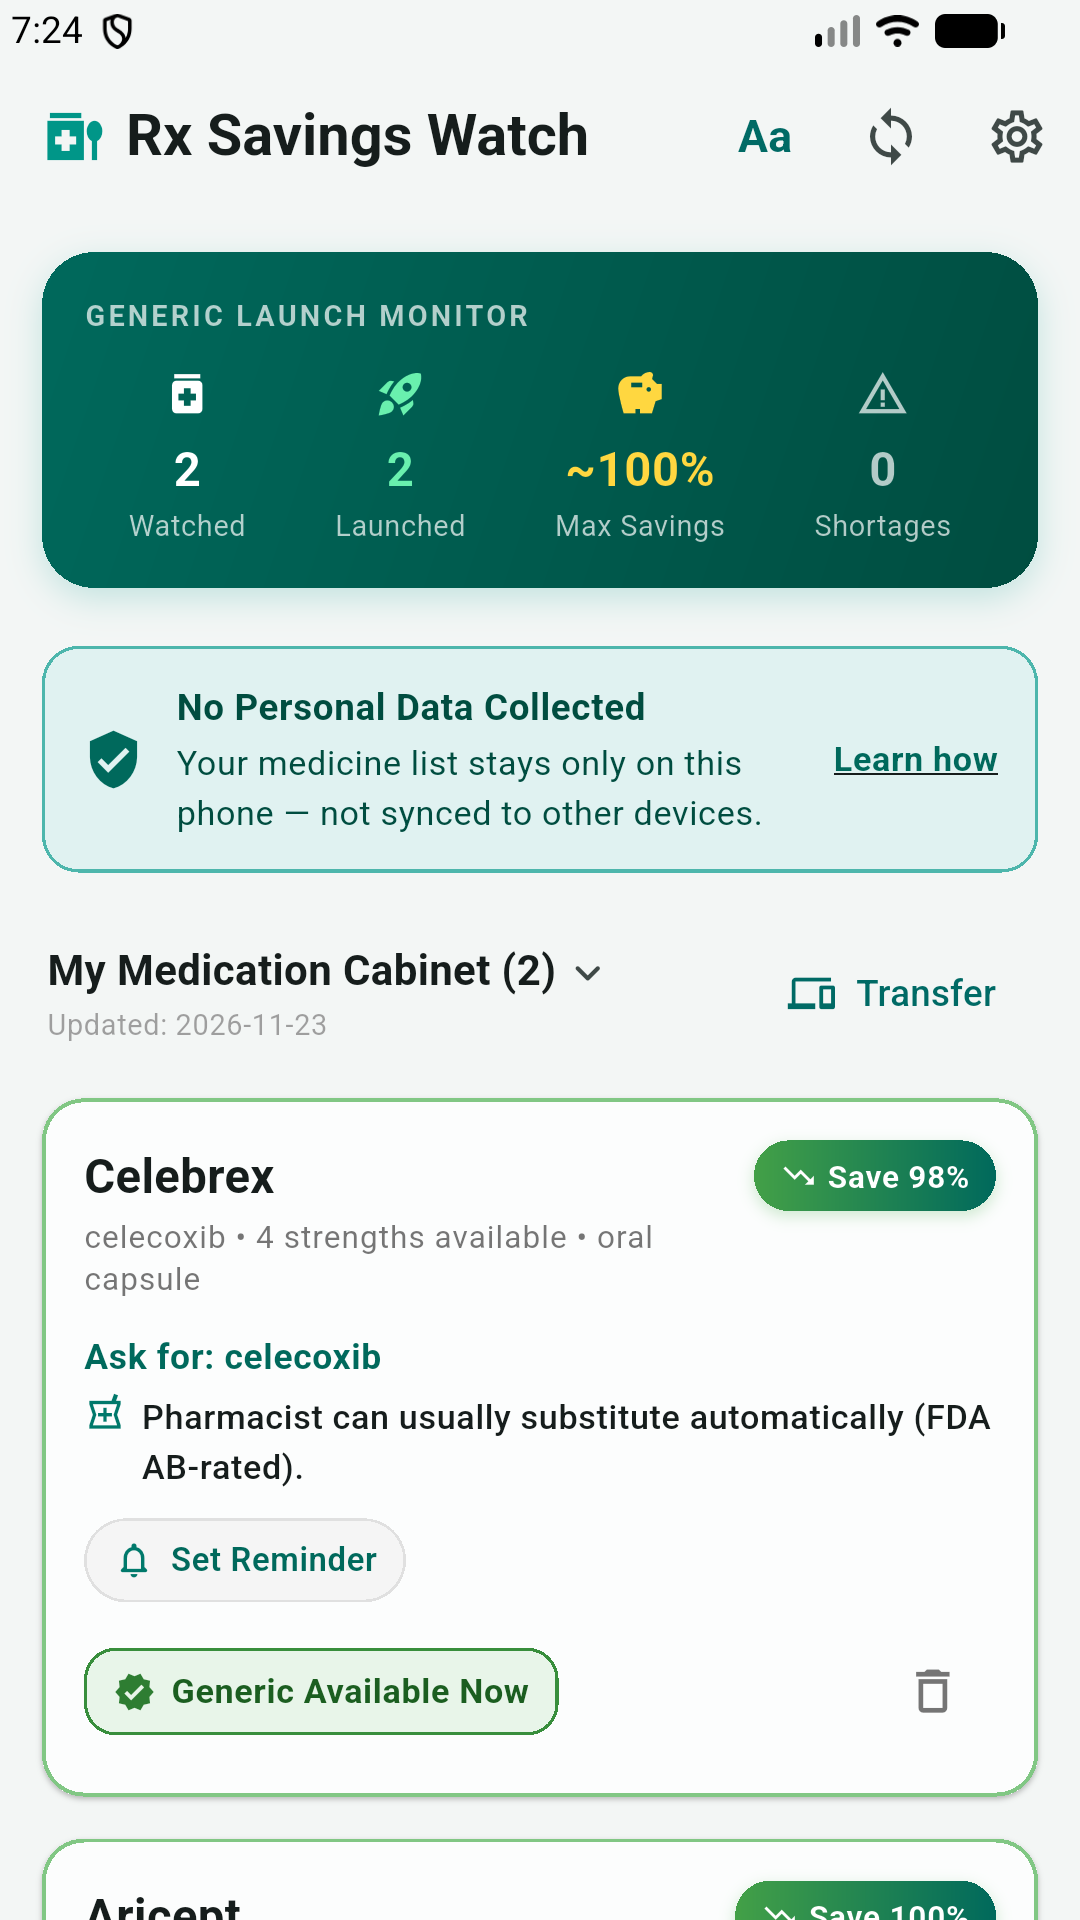 7:24
Rx Savings Watch
Aa
GENERIC LAUNCH MONITOR
2
2
~100%
0
Watched
Launched
Max Savings
Shortages
No Personal Data Collected
Your medicine list stays only on this
phone — not synced to other devices.
Learn how
My Medication Cabinet (2)
Updated: 2026-11-23
Transfer
Celebrex
Save 98%
celecoxib • 4 strengths available • oral
capsule
Ask for: celecoxib
Pharmacist can usually substitute automatically (FDA
AB-rated).
Set Reminder
Generic Available Now
Aricept
Save 100%